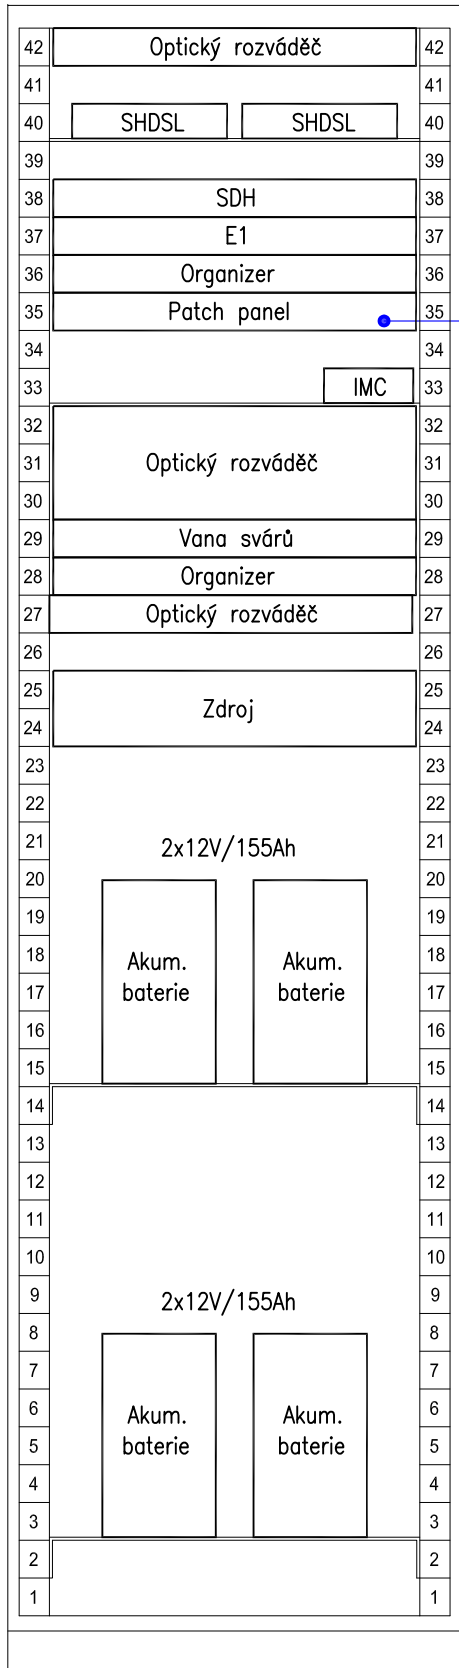 42 Optický rozváděč 42
41 41
40 SHDSL SHDSL 40
39 39
38 SDH 38
37 E1 37
36 Organizer 36
35 Patch panel 35
34 34
33 IMC 33
32 32
31 Optický rozváděč 31
30 30
29 Vana svárů 29
28 Organizer 28
27 Optický rozváděč 27
26 26
25 25
Zdroj
24 24
23 23
22 22
21 2x12V/155Ah 21
20 20
19 19
18 Akum. Akum. 18
17 baterie baterie 17
16 16
15 15
14 14
13 13
12 12
11 11
10 10
9 2x12V/155Ah 9
8 8
7 7
6 Akum. Akum. 6
5 baterie baterie 5
4 4
3 3
2 2
1 1